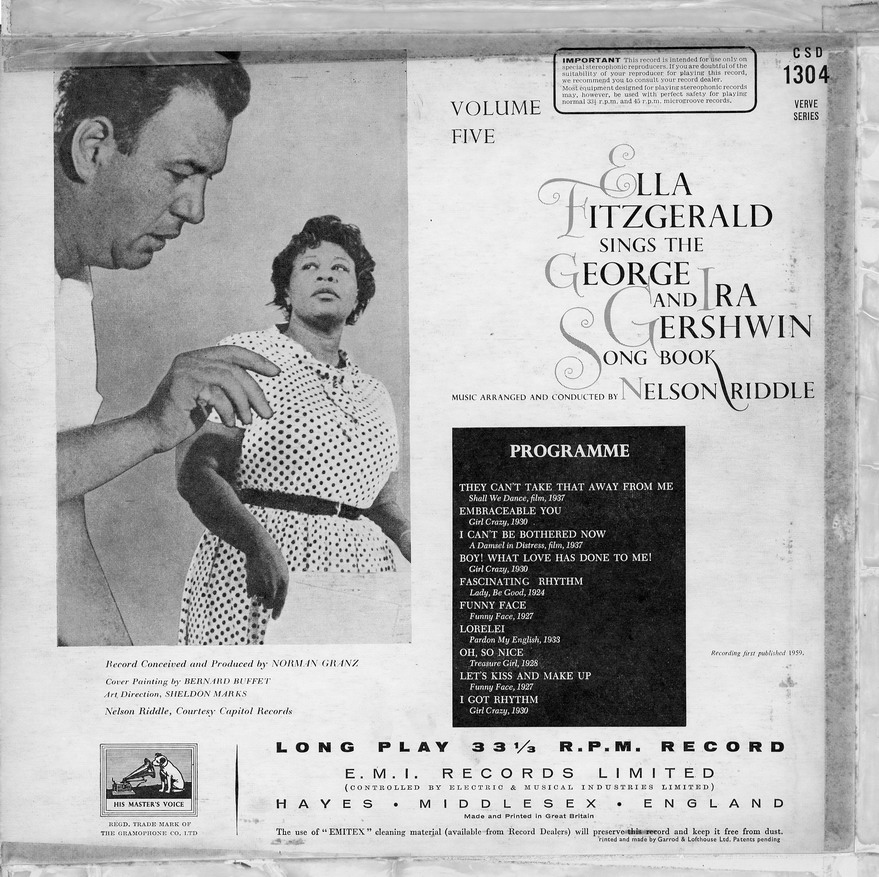 IMPORTANT This record is intended for use only on
special stereophonic reproducers. If you are doubtful of the
suitability of your reproducer for playing this record,
we recommend you to consult your record dealer.
Most equipment designed for playing stereophonic records
may, however, be used with perfect safety for playing
normal 33⅓ r.p.m. and 45 r.p.m. microgroove records.
CSD
1304
VERVE
SERIES
VOLUME
FIVE
ELLA
FITZGERALD
SINGS THE
GEORGE
AND IRA
GERSHWIN
SONG BOOK
MUSIC ARRANGED AND CONDUCTED BY NELSON RIDDLE
PROGRAMME
THEY CAN'T TAKE THAT AWAY FROM ME
Shall We Dance, film, 1937
EMBRACEABLE YOU
Girl Crazy, 1930
I CAN'T BE BOTHERED NOW
A Damsel in Distress, film, 1937
BOY! WHAT LOVE HAS DONE TO ME!
Girl Crazy, 1930
FASCINATING RHYTHM
Lady, Be Good, 1924
FUNNY FACE
Funny Face, 1927
LORELEI
Pardon My English, 1933
OH, SO NICE
Treasure Girl, 1928
LET'S KISS AND MAKE UP
Funny Face, 1927
I GOT RHYTHM
Girl Crazy, 1930
Recording first published 1959.
Record Conceived and Produced by NORMAN GRANZ
Cover Painting by BERNARD BUFFET
Art Direction, SHELDON MARKS
Nelson Riddle, Courtesy Capitol Records
HIS MASTER'S VOICE
REGD. TRADE MARK OF
THE GRAMOPHONE CO. LTD
LONG PLAY 33⅓ R.P.M. RECORD
E.M.I. RECORDS LIMITED
(CONTROLLED BY ELECTRIC & MUSICAL INDUSTRIES LIMITED)
HAYES • MIDDLESEX • ENGLAND
Made and Printed in Great Britain
The use of "EMITEX" cleaning material (available from Record Dealers) will preserve this record and keep it free from dust.
rinted and made by Garrod & Lofthouse Ltd. Patents pending